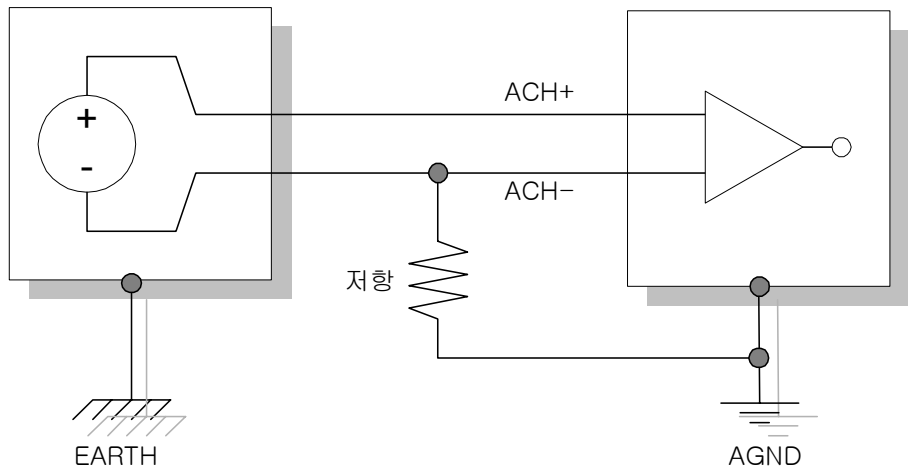 ACH+
+
-
ACH-
저항
EARTH
AGND